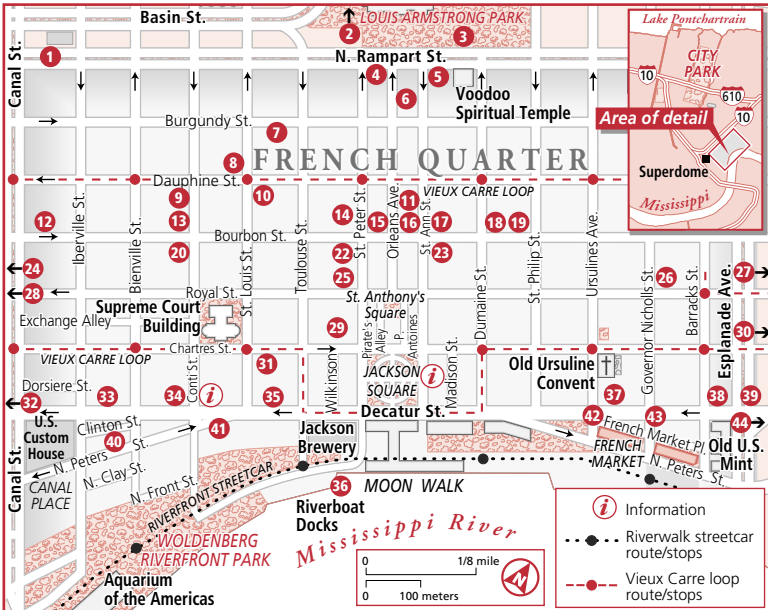 Basin St.
LOUIS ARMSTRONG PARK
Lake Pontchartrain
Canal St.
1
2
3
N. Rampart St.
4
5
6
Voodoo
Spiritual Temple
CITY
PARK
10
610
10
Area of detail
Superdome
Mississippi
Burgundy St.
7
8
FRENCH QUARTER
Dauphine St.
VIEUX CARRE LOOP
9
10
11
12
13
14
15
16
17
18
19
Iberville St.
Bienville St.
St. Louis St.
Toulouse St.
St. Peter St.
Orleans Ave.
St. Ann St.
Dumaine St.
St. Philip St.
Ursulines Ave.
Governor Nicholls St.
Barracks St.
Esplanade Ave.
Bourbon St.
20
22
23
24
25
26
27
28
Royal St.
Exchange Alley
Supreme Court
Building
St. Anthony's
Square
Pirate's
Alley
P.
Antoines
29
30
Chartres St.
VIEUX CARRE LOOP
Conti St.
31
Wilkinson
JACKSON
SQUARE
i
Madison St.
Old Ursuline
Convent
Dorsiere St.
32
33
34
i
35
37
38
39
Decatur St.
U.S.
Custom
House
Clinton St.
40
41
42
43
44
N. Peters St.
N. Clay St.
N. Front St.
Canal St.
CANAL
PLACE
Jackson
Brewery
French Market Pl.
FRENCH
MARKET
N. Peters St.
Old U.S.
Mint
RIVERFRONT STREETCAR
36
MOON WALK
Riverboat
Docks
Mississippi River
WOLDENBERG
RIVERFRONT PARK
Aquarium
of the Americas
0
1/8 mile
0
100 meters
N
i Information
Riverwalk streetcar
route/stops
Vieux Carre loop
route/stops